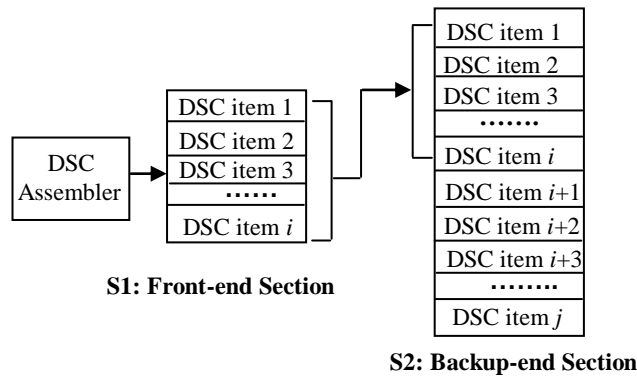 DSC
Assembler
DSC item 1
DSC item 2
DSC item 3
······
DSC item i
S1: Front-end Section
DSC item 1
DSC item 2
DSC item 3
·······
DSC item i
DSC item i+1
DSC item i+2
DSC item i+3
········
DSC item j
S2: Backup-end Section